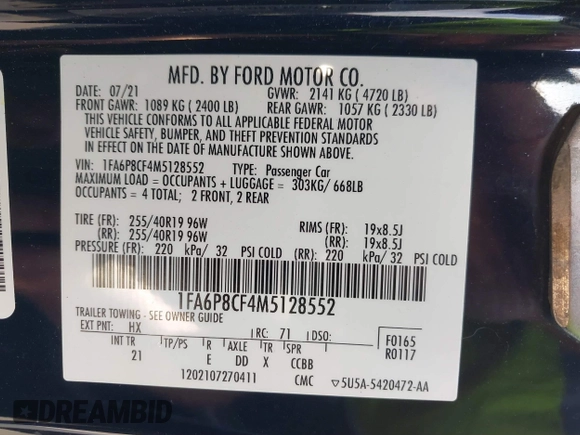 MFD. BY FORD MOTOR CO.
DATE: 07/21 GVWR: 2141 KG ( 4720 LB)
FRONT GAWR: 1089 KG ( 2400 LB) REAR GAWR: 1057 KG ( 2330 LB)
THIS VEHICLE CONFORMS TO ALL APPLICABLE FEDERAL MOTOR
VEHICLE SAFETY, BUMPER, AND THEFT PREVENTION STANDARDS
IN EFFECT ON THE DATE OF MANUFACTURE SHOWN ABOVE.
VIN: 1FA6P8CF4M5128552 TYPE: Passenger Car
MAXIMUM LOAD = OCCUPANTS + LUGGAGE = 303KG/ 668LB
OCCUPANTS = 4 TOTAL; 2 FRONT, 2 REAR
TIRE (FR): 255/40R19 96W RIMS (FR): 19x8.5J
(RR): 255/40R19 96W (RR): 19x8.5J
PRESSURE (FR): 220 kPa/ 32 PSI COLD (RR): 220 kPa/ 32 PSI COLD
1FA6P8CF4M5128552
TRAILER TOWING - SEE OWNER GUIDE
EXT PNT: HX RC: 71 DSO: F0165
INT TR TP/PS R AXLE TR SPR R0117
21 E DD X CCBB
1202107270411 CMC 5U5A-5420472-AA
DREAMBID